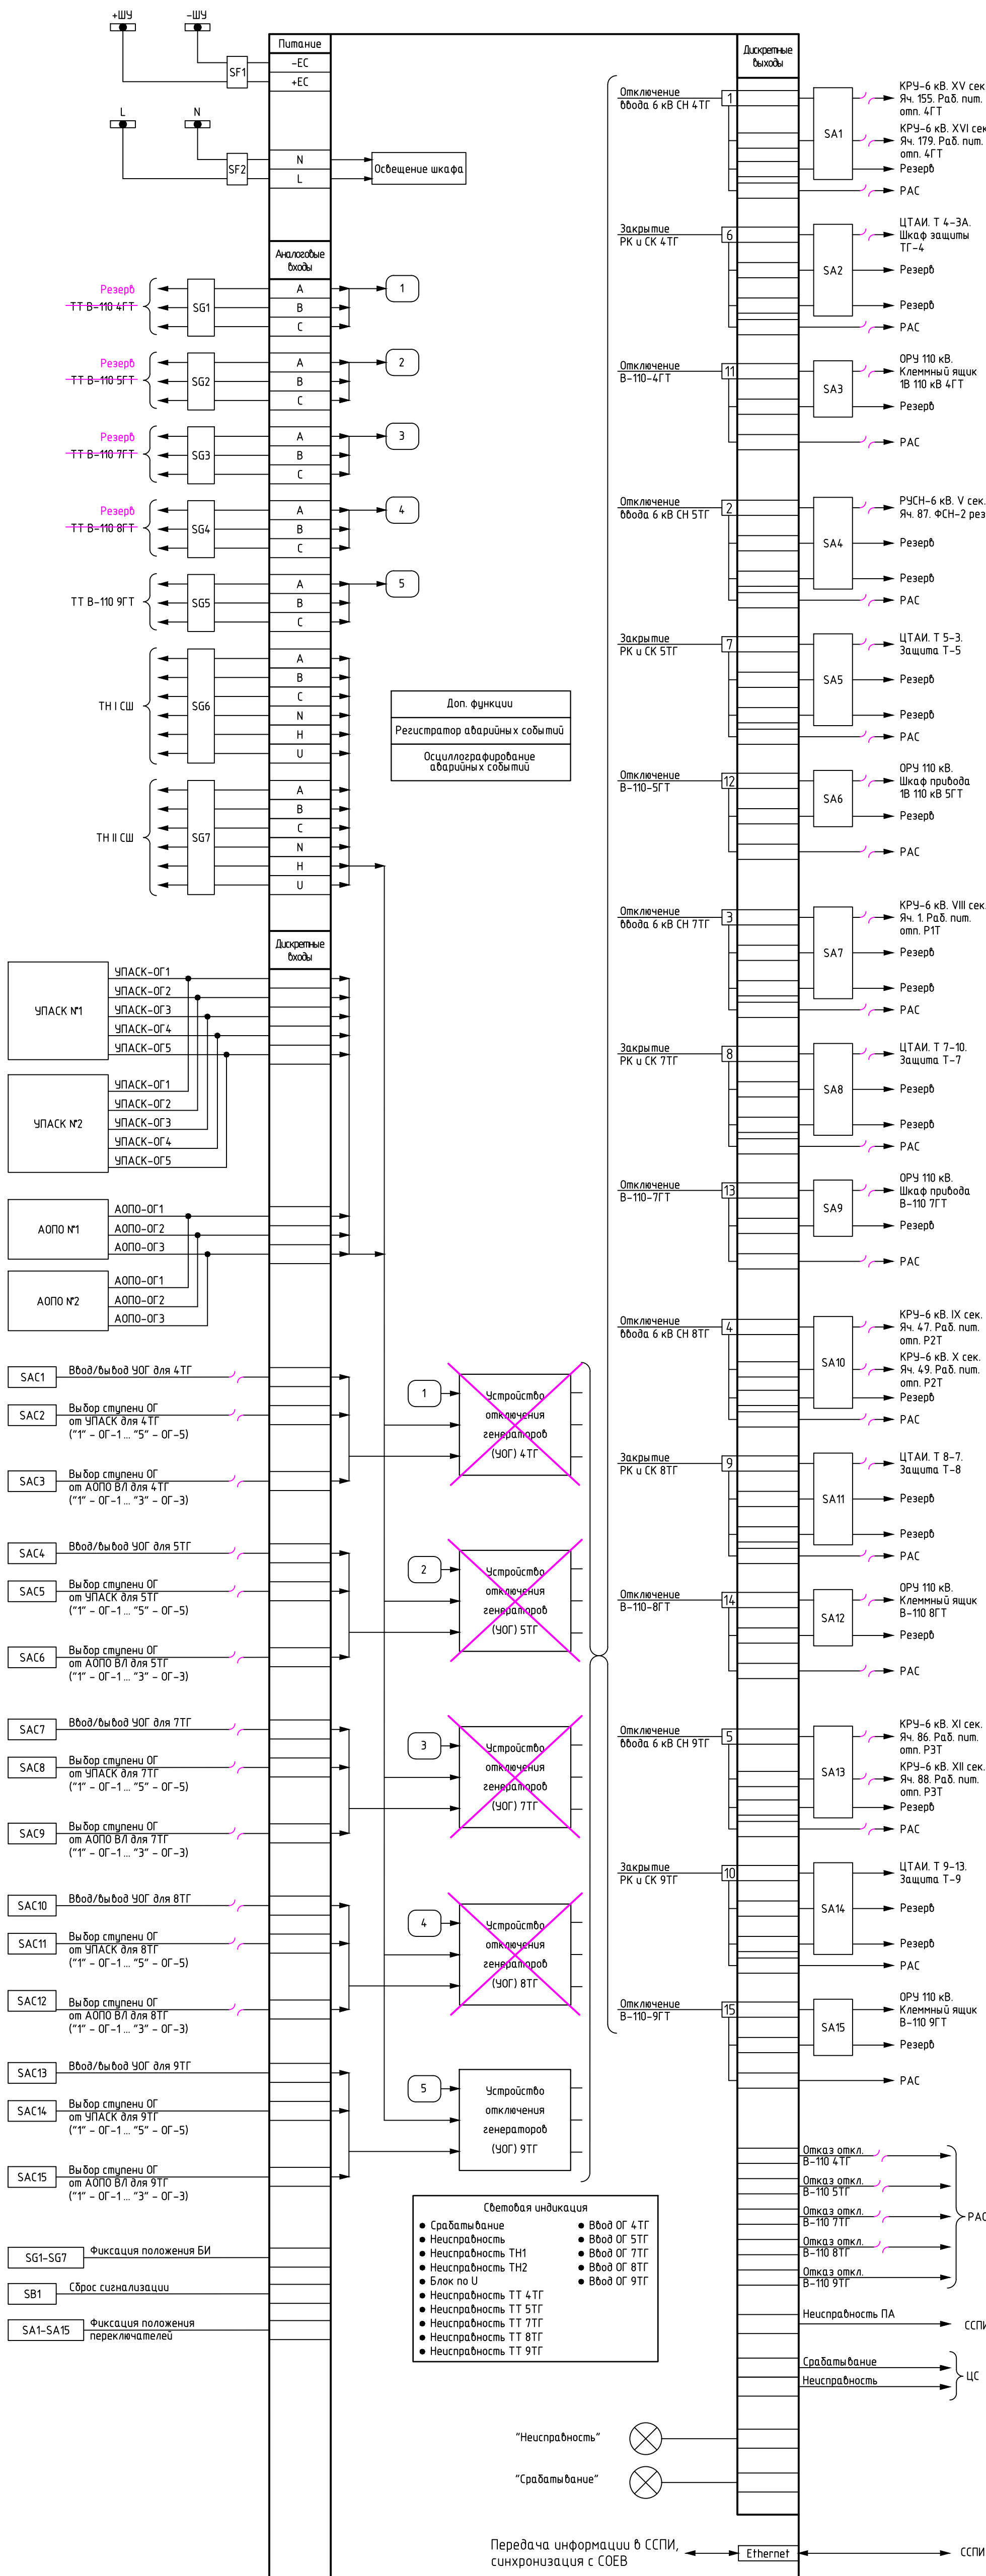 +ШУ
-ШУ
SF1
L
N
SF2
Питание
-ЕС
+ЕС
N
L
Освещение шкафа
Аналоговые
входы
Резерв
ТТ В-110 4ГТ
SG1
A
B
C
1
Резерв
ТТ В-110 5ГТ
SG2
A
B
C
2
Резерв
ТТ В-110 7ГТ
SG3
A
B
C
3
Резерв
ТТ В-110 8ГТ
SG4
A
B
C
4
ТТ В-110 9ГТ
SG5
A
B
C
5
ТН I СШ
SG6
A
B
C
N
H
U
ТН II СШ
SG7
A
B
C
N
H
U
Доп. функции
Регистратор аварийных событий
Осциллографирование
аварийных событий
Дискретные
входы
УПАСК №1
УПАСК-ОГ1
УПАСК-ОГ2
УПАСК-ОГ3
УПАСК-ОГ4
УПАСК-ОГ5
УПАСК №2
УПАСК-ОГ1
УПАСК-ОГ2
УПАСК-ОГ3
УПАСК-ОГ4
УПАСК-ОГ5
АОПО №1
АОПО-ОГ1
АОПО-ОГ2
АОПО-ОГ3
АОПО №2
АОПО-ОГ1
АОПО-ОГ2
АОПО-ОГ3
SAC1
Ввод/вывод УОГ для 4ТГ
SAC2
Выбор ступени ОГ
от УПАСК для 4ТГ
("1" - ОГ-1 ... "5" - ОГ-5)
SAC3
Выбор ступени ОГ
от АОПО ВЛ для 4ТГ
("1" - ОГ-1 ... "3" - ОГ-3)
SAC4
Ввод/вывод УОГ для 5ТГ
SAC5
Выбор ступени ОГ
от УПАСК для 5ТГ
("1" - ОГ-1 ... "5" - ОГ-5)
SAC6
Выбор ступени ОГ
от АОПО ВЛ для 5ТГ
("1" - ОГ-1 ... "3" - ОГ-3)
SAC7
Ввод/вывод УОГ для 7ТГ
SAC8
Выбор ступени ОГ
от УПАСК для 7ТГ
("1" - ОГ-1 ... "5" - ОГ-5)
SAC9
Выбор ступени ОГ
от АОПО ВЛ для 7ТГ
("1" - ОГ-1 ... "3" - ОГ-3)
SAC10
Ввод/вывод УОГ для 8ТГ
SAC11
Выбор ступени ОГ
от УПАСК для 8ТГ
("1" - ОГ-1 ... "5" - ОГ-5)
SAC12
Выбор ступени ОГ
от АОПО ВЛ для 8ТГ
("1" - ОГ-1 ... "3" - ОГ-3)
SAC13
Ввод/вывод УОГ для 9ТГ
SAC14
Выбор ступени ОГ
от УПАСК для 9ТГ
("1" - ОГ-1 ... "5" - ОГ-5)
SAC15
Выбор ступени ОГ
от АОПО ВЛ для 9ТГ
("1" - ОГ-1 ... "3" - ОГ-3)
SG1-SG7
Фиксация положения БИ
SB1
Сброс сигнализации
SA1-SA15
Фиксация положения
переключателей
1
Устройство
отключения
генераторов
(УОГ) 4ТГ
2
Устройство
отключения
генераторов
(УОГ) 5ТГ
3
Устройство
отключения
генераторов
(УОГ) 7ТГ
4
Устройство
отключения
генераторов
(УОГ) 8ТГ
5
Устройство
отключения
генераторов
(УОГ) 9ТГ
Световая индикация
Срабатывание
Неисправность
Неисправность ТН1
Неисправность ТН2
Блок по U
Неисправность ТТ 4ТГ
Неисправность ТТ 5ТГ
Неисправность ТТ 7ТГ
Неисправность ТТ 8ТГ
Неисправность ТТ 9ТГ
Ввод ОГ 4ТГ
Ввод ОГ 5ТГ
Ввод ОГ 7ТГ
Ввод ОГ 8ТГ
Ввод ОГ 9ТГ
Дискретные
выходы
Отключение
ввода 6 кВ СН 4ТГ
1
SA1
КРУ-6 кВ. XV сек
Яч. 155. Раб. пит.
отп. 4ГТ
КРУ-6 кВ. XVI сек
Яч. 179. Раб. пит.
отп. 4ГТ
Резерв
РАС
Закрытие
РК и СК 4ТГ
6
SA2
ЦТАИ. Т 4-3А.
Шкаф защиты
ТГ-4
Резерв
Резерв
РАС
Отключение
В-110-4ГТ
11
SA3
ОРУ 110 кВ.
Клеммный ящик
1В 110 кВ 4ГТ
Резерв
РАС
Отключение
ввода 6 кВ СН 5ТГ
2
SA4
РУСН-6 кВ. V сек.
Яч. 87. ФСН-2 рез
Резерв
Резерв
РАС
Закрытие
РК и СК 5ТГ
7
SA5
ЦТАИ. Т 5-3.
Защита Т-5
Резерв
Резерв
РАС
Отключение
В-110-5ГТ
12
SA6
ОРУ 110 кВ.
Шкаф привода
1В 110 кВ 5ГТ
Резерв
РАС
Отключение
ввода 6 кВ СН 7ТГ
3
SA7
КРУ-6 кВ. VIII сек.
Яч. 1. Раб. пит.
отп. Р1Т
Резерв
Резерв
РАС
Закрытие
РК и СК 7ТГ
8
SA8
ЦТАИ. Т 7-10.
Защита Т-7
Резерв
Резерв
РАС
Отключение
В-110-7ГТ
13
SA9
ОРУ 110 кВ.
Шкаф привода
В-110 7ГТ
Резерв
РАС
Отключение
ввода 6 кВ СН 8ТГ
4
SA10
КРУ-6 кВ. IX сек.
Яч. 47. Раб. пит.
отп. Р2Т
КРУ-6 кВ. X сек.
Яч. 49. Раб. пит.
отп. Р2Т
Резерв
РАС
Закрытие
РК и СК 8ТГ
9
SA11
ЦТАИ. Т 8-7.
Защита Т-8
Резерв
Резерв
РАС
Отключение
В-110-8ГТ
14
SA12
ОРУ 110 кВ.
Клеммный ящик
В-110 8ГТ
Резерв
РАС
Отключение
ввода 6 кВ СН 9ТГ
5
SA13
КРУ-6 кВ. XI сек.
Яч. 86. Раб. пит.
отп. Р3Т
КРУ-6 кВ. XII сек.
Яч. 88. Раб. пит.
отп. Р3Т
Резерв
РАС
Закрытие
РК и СК 9ТГ
10
SA14
ЦТАИ. Т 9-13.
Защита Т-9
Резерв
Резерв
РАС
Отключение
В-110-9ГТ
15
SA15
ОРУ 110 кВ.
Клеммный ящик
В-110 9ГТ
Резерв
РАС
Отказ откл.
В-110 4ТГ
Отказ откл.
В-110 5ТГ
Отказ откл.
В-110 7ТГ
Отказ откл.
В-110 8ТГ
Отказ откл.
В-110 9ТГ
РАС
Неисправность ПА
ССПИ
Срабатывание
Неисправность
ЦС
"Неисправность"
"Срабатывание"
Передача информации в ССПИ,
синхронизация с СОЕВ
Ethernet
ССПИ